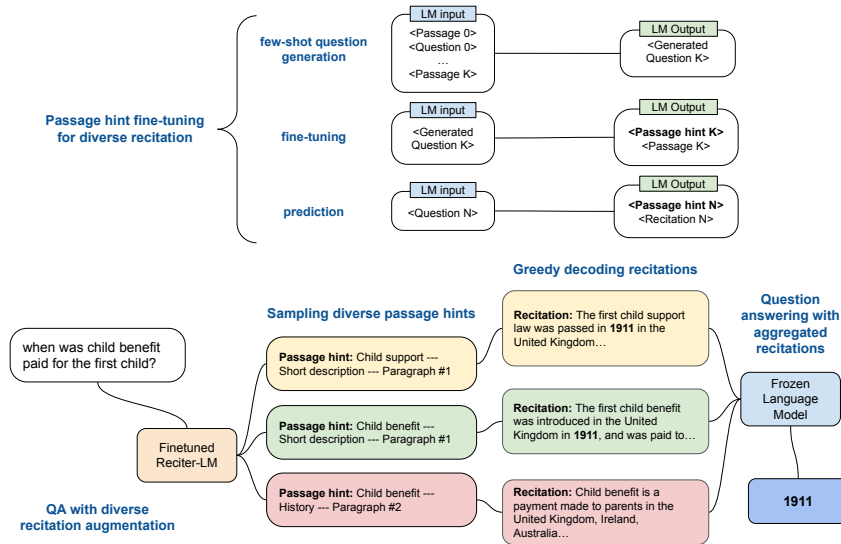 few-shot question
generation
LM input
<Passage 0>
<Question 0>
...
<Passage K>
LM Output
<Generated
Question K>
Passage hint fine-tuning
for diverse recitation
fine-tuning
LM input
<Generated
Question K>
LM Output
<Passage hint K>
<Passage K>
prediction
LM input
<Question N>
LM Output
<Passage hint N>
<Recitation N>
Greedy decoding recitations
Sampling diverse passage hints
Question
answering with
aggregated
recitations
when was child benefit
paid for the first child?
Finetuned
Reciter-LM
QA with diverse
recitation augmentation
Passage hint: Child support ---
Short description --- Paragraph #1
Recitation: The first child support
law was passed in 1911 in the
United Kingdom...
Passage hint: Child benefit ---
Short description --- Paragraph #1
Recitation: The first child benefit
was introduced in the United
Kingdom in 1911, and was paid to...
Passage hint: Child benefit ---
History --- Paragraph #2
Recitation: Child benefit is a
payment made to parents in the
United Kingdom, Ireland,
Australia...
Frozen
Language
Model
1911